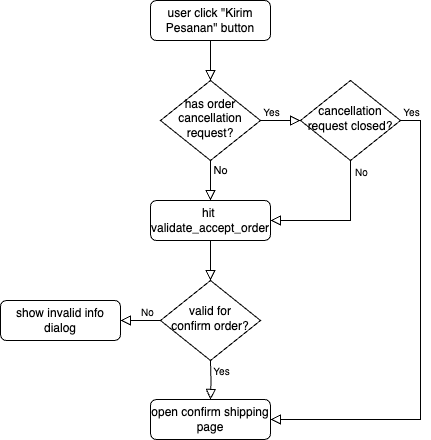 user click "Kirim
Pesanan" button
has order
cancellation
request?
Yes
cancellation
request closed?
Yes
No
No
hit
validate_accept_order
valid for
confirm order?
No
show invalid info
dialog
Yes
open confirm shipping
page